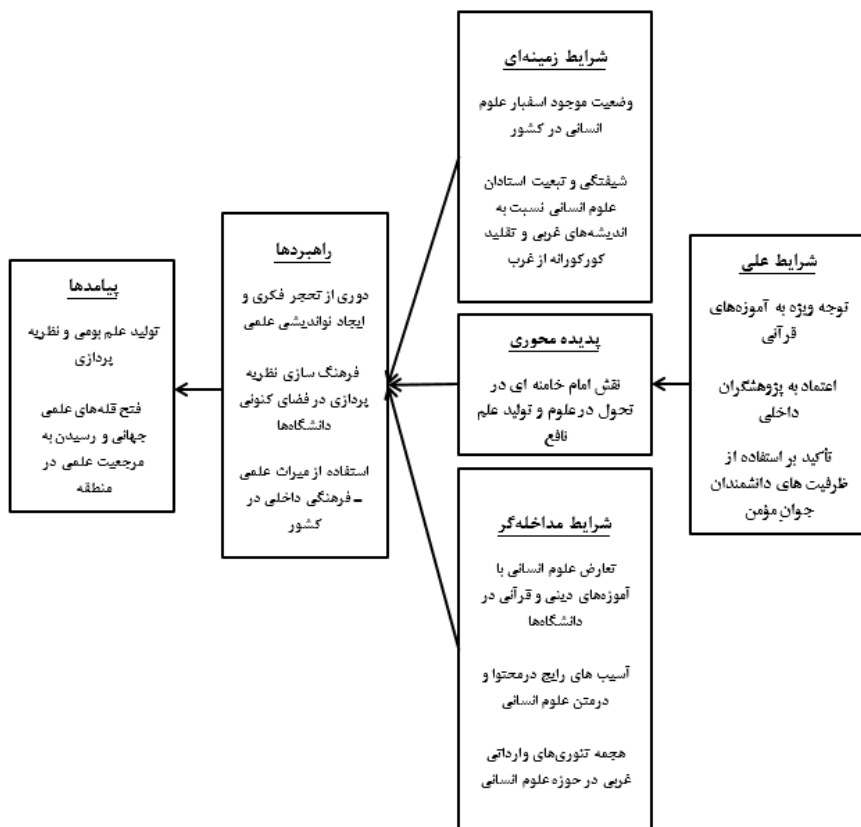 شرایط علی
توجه ویژه به آموزه‌های
قرآنی
اعتماد به پژوهشگران
داخلی
تأکید بر استفاده از
ظرفیت های دانشمندان
جوانِ مؤمن
شرایط زمینه‌ای
وضعیت موجود اسفبار علوم
انسانی در کشور
شیفتگی و تبعیت استادان
علوم انسانی نسبت به
اندیشه‌های غربی و تقلید
کورکورانه از غرب
پدیده محوری
نقش امام خامنه ای در
تحول در علوم و تولید علم
نافع
شرایط مداخله‌گر
تعارض علوم انسانی با
آموزه‌های دینی و قرآنی در
دانشگاه‌ها
آسیب های رایج درمحتوا و
درمتن علوم انسانی
هجمه تئوری‌های وارداتی
غربی در حوزه علوم انسانی
راهبردها
دوری از تحجر فکری و
ایجاد نواندیشی علمی
فرهنگ سازی نظریه
پردازی در فضای کنونی
دانشگاه‌ها
استفاده از میراث علمی
– فرهنگی داخلی در
کشور
پیامدها
تولید علم بومی و نظریه
پردازی
فتح قله‌های علمی
جهانی و رسیدن به
مرجعیت علمی در
منطقه